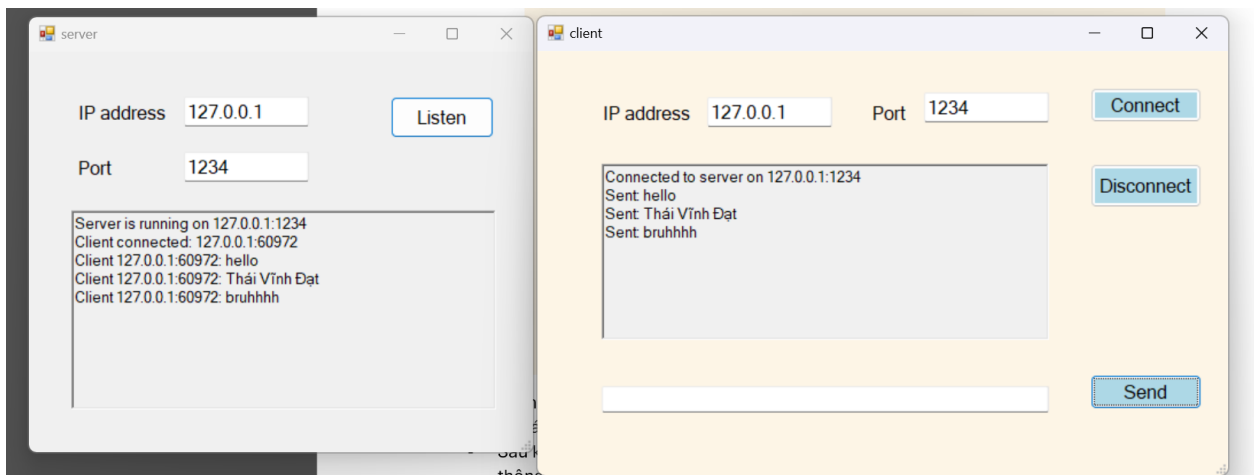 server
IP address 127.0.0.1 Listen
Port 1234
Server is running on 127.0.0.1:1234
Client connected: 127.0.0.1:60972
Client 127.0.0.1:60972: hello
Client 127.0.0.1:60972: Thái Vĩnh Đạt
Client 127.0.0.1:60972: bruhhhh
client
IP address 127.0.0.1 Port 1234 Connect
Disconnect
Connected to server on 127.0.0.1:1234
Sent: hello
Sent: Thái Vĩnh Đạt
Sent: bruhhhh
Send